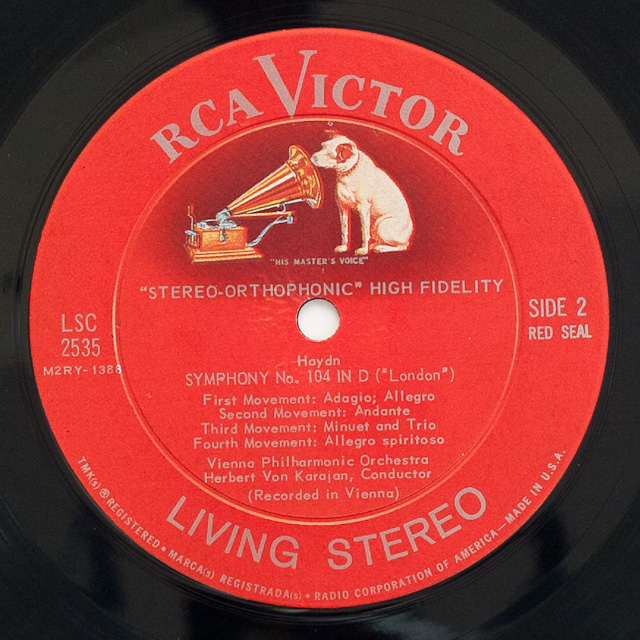 RCA VICTOR
"HIS MASTER'S VOICE"
"STEREO-ORTHOPHONIC" HIGH FIDELITY
LSC
2535
M2RY-1388
SIDE 2
RED SEAL
Haydn
SYMPHONY No. 104 IN D ("London")
First Movement: Adagio; Allegro
Second Movement: Andante
Third Movement: Minuet and Trio
Fourth Movement: Allegro spiritoso
Vienna Philharmonic Orchestra
Herbert Von Karajan, Conductor
(Recorded in Vienna)
LIVING STEREO
TMK(s) ® REGISTERED • MARCA(s) REGISTRADA(s) • RADIO CORPORATION OF AMERICA—MADE IN U.S.A.